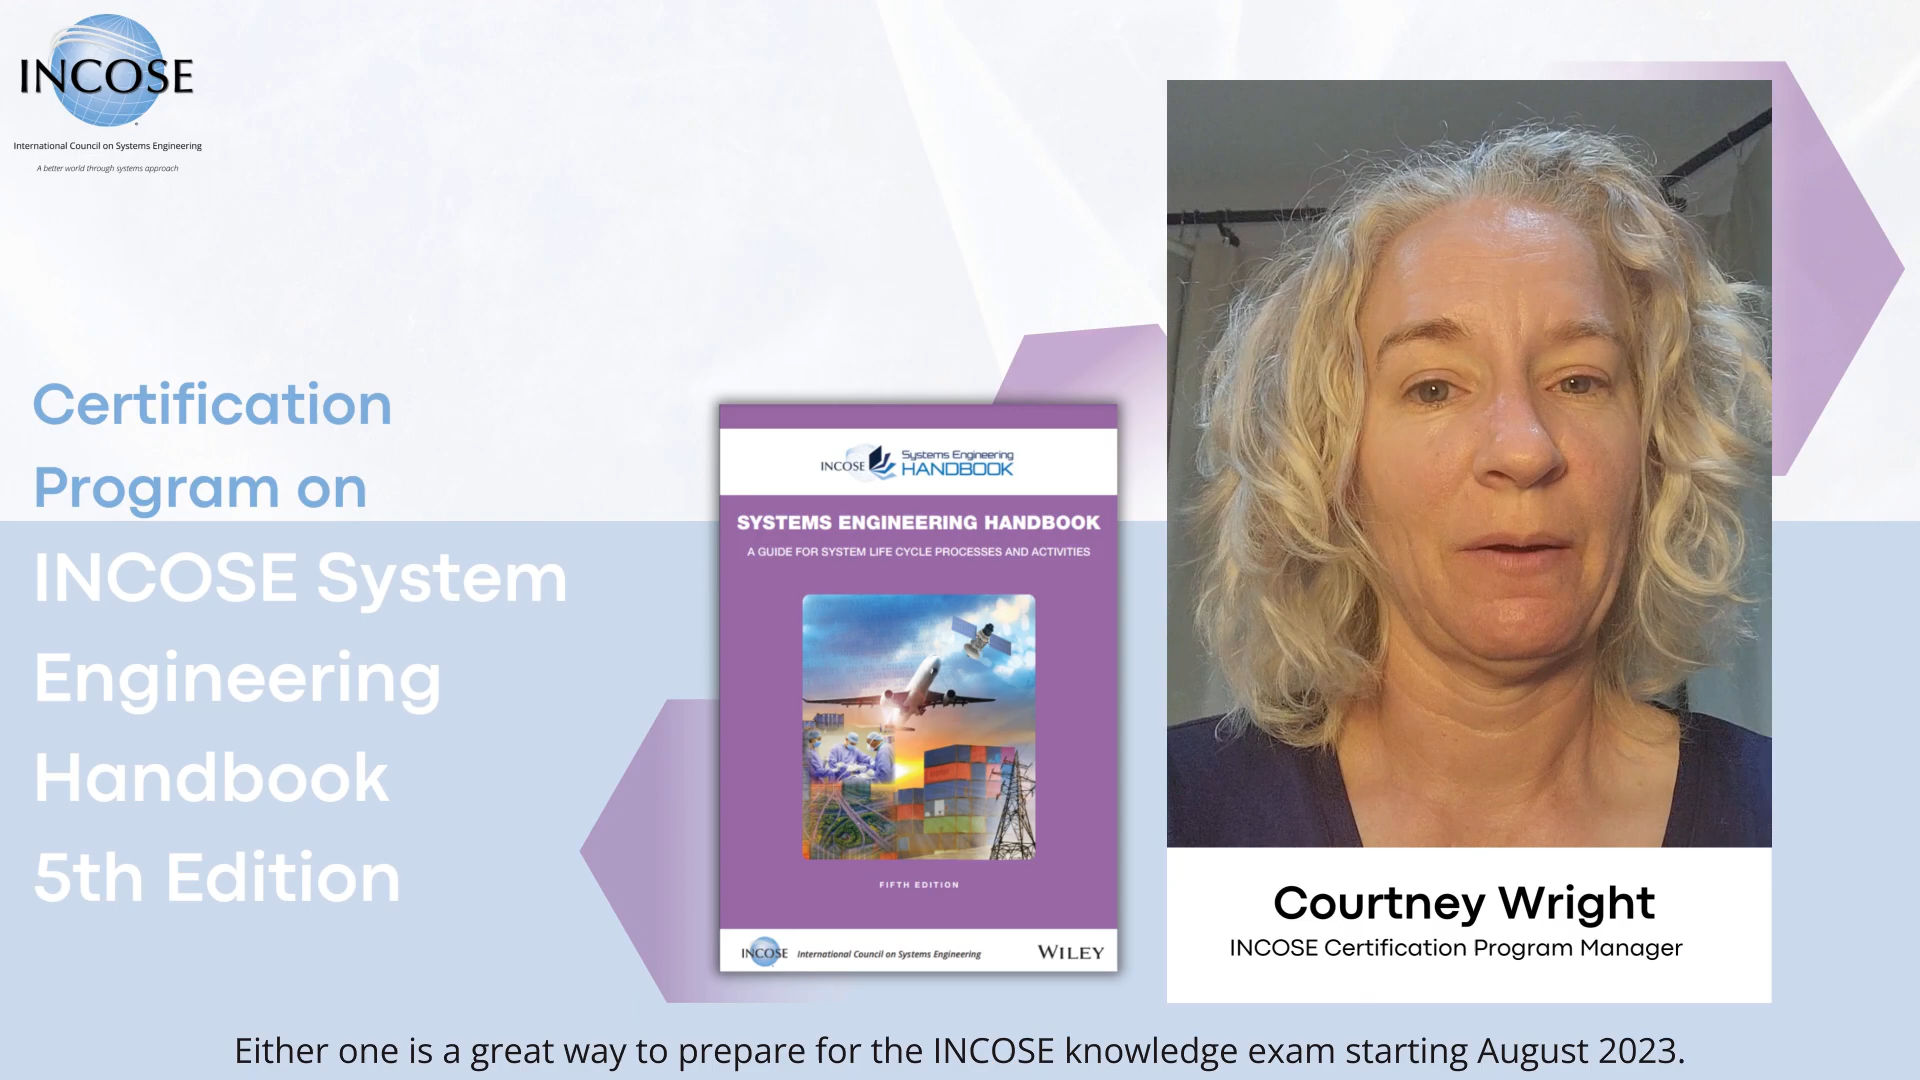 INCOSE
International Council on Systems Engineering
A better world through systems approach
Certification
Program on
INCOSE System
Engineering
Handbook
5th Edition
INCOSE
Systems Engineering
HANDBOOK
SYSTEMS ENGINEERING HANDBOOK
A GUIDE FOR SYSTEM LIFE CYCLE PROCESSES AND ACTIVITIES
FIFTH EDITION
INCOSE International Council on Systems Engineering WILEY
Courtney Wright
INCOSE Certification Program Manager
Either one is a great way to prepare for the INCOSE knowledge exam starting August 2023.